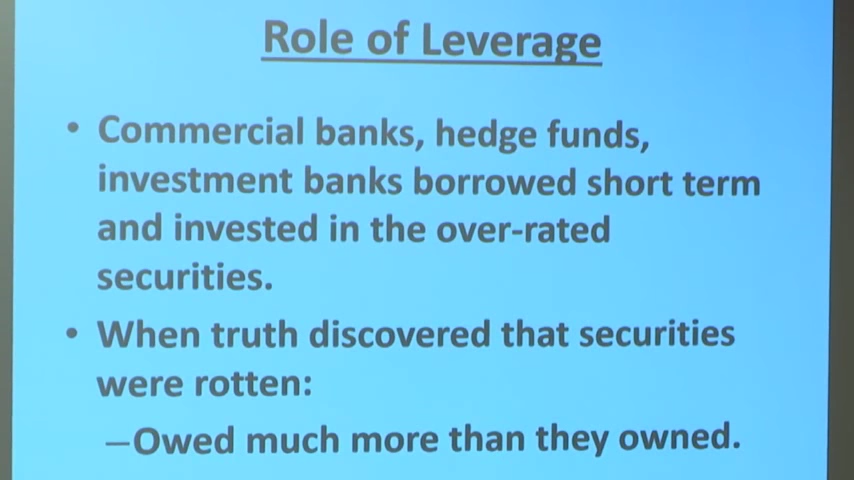 Role of Leverage
• Commercial banks, hedge funds,
investment banks borrowed short term
and invested in the over-rated
securities.
• When truth discovered that securities
were rotten:
—Owed much more than they owned.